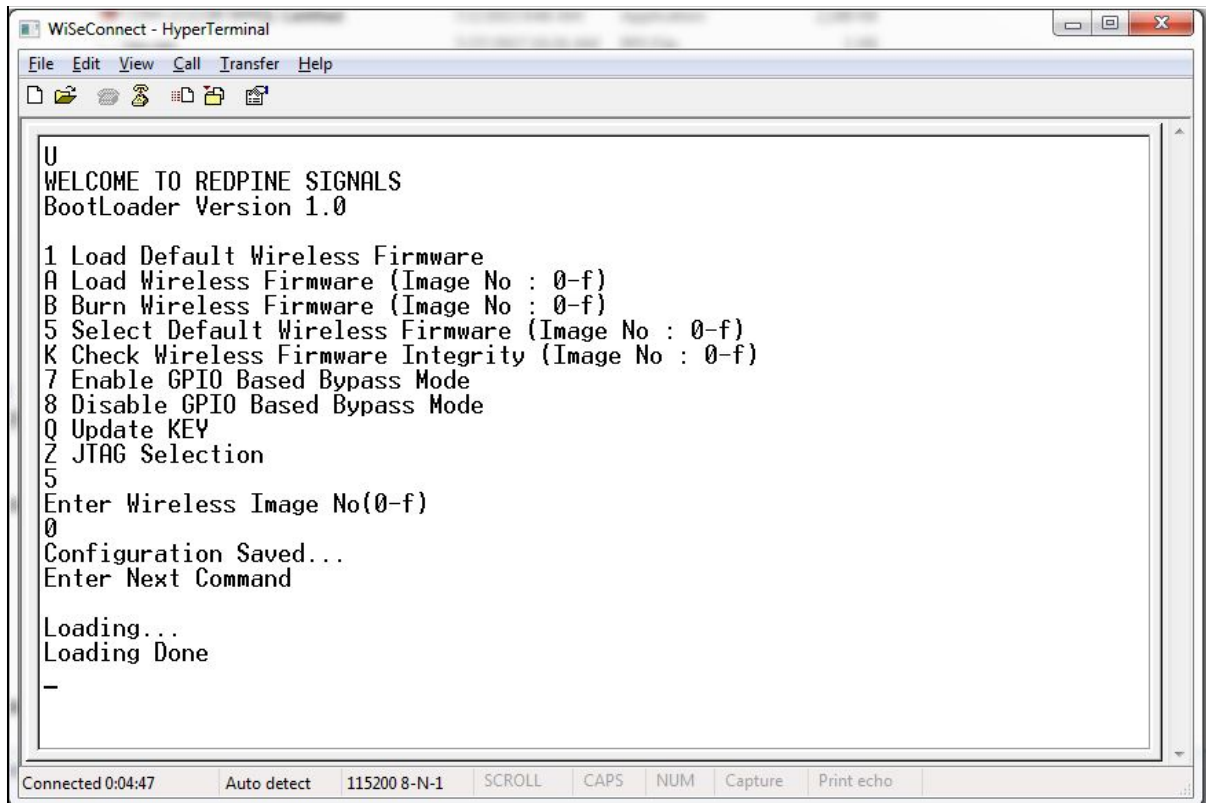 WiSeConnect - HyperTerminal
File Edit View Call Transfer Help
U
WELCOME TO REDPINE SIGNALS
BootLoader Version 1.0
1 Load Default Wireless Firmware
A Load Wireless Firmware (Image No : 0-f)
B Burn Wireless Firmware (Image No : 0-f)
5 Select Default Wireless Firmware (Image No : 0-f)
K Check Wireless Firmware Integrity (Image No : 0-f)
7 Enable GPIO Based Bypass Mode
8 Disable GPIO Based Bypass Mode
Q Update KEY
Z JTAG Selection
5
Enter Wireless Image No(0-f)
0
Configuration Saved...
Enter Next Command
Loading...
Loading Done
_
Connected 0:04:47 Auto detect 115200 8-N-1 SCROLL CAPS NUM Capture Print echo